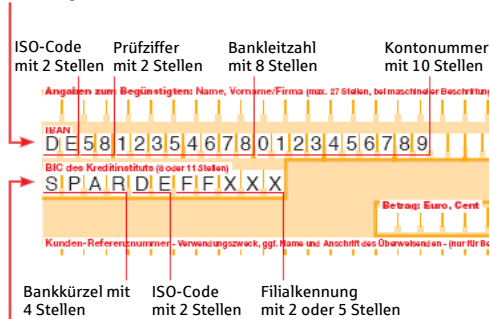 ISO-Code mit 2 Stellen
Prüfziffer mit 2 Stellen
Bankleitzahl mit 8 Stellen
Kontonummer mit 10 Stellen
Angaben zum Begünstigten: Name, Vorname/Firma (max. 27 Stellen, bei maschineller Beschriftung
IBAN
DE58123546780123456789
BIC des Kreditinstituts (8 oder 11 Stellen)
SPARDEFFXXX
Betrag: Euro, Cent
Kunden-Referenznummer - Verwendungszweck, ggf. Name und Anschrift des Überweisenden - (nur für Be
Bankkürzel mit 4 Stellen
ISO-Code mit 2 Stellen
Filialkennung mit 2 oder 5 Stellen